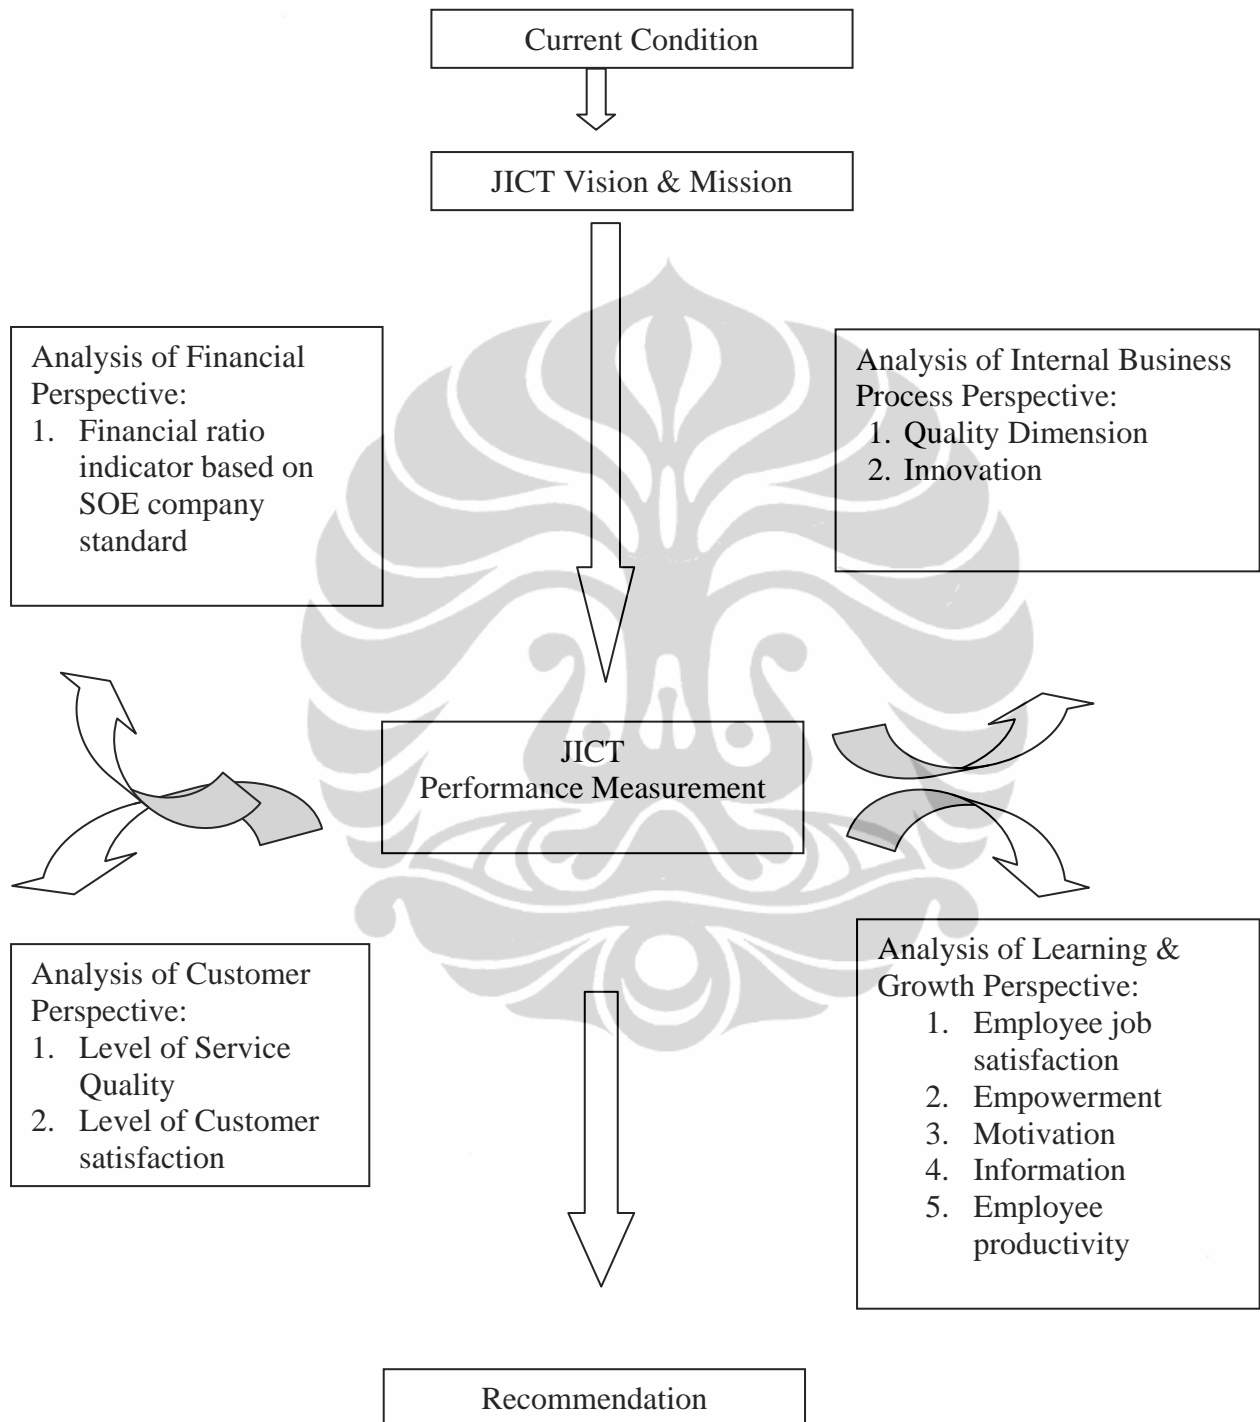 Current Condition
JICT Vision & Mission
Analysis of Financial
Perspective:
1. Financial ratio
indicator based on
SOE company
standard
Analysis of Internal Business
Process Perspective:
1. Quality Dimension
2. Innovation
JICT
Performance Measurement
Analysis of Customer
Perspective:
1. Level of Service
Quality
2. Level of Customer
satisfaction
Analysis of Learning &
Growth Perspective:
1. Employee job
satisfaction
2. Empowerment
3. Motivation
4. Information
5. Employee
productivity
Recommendation